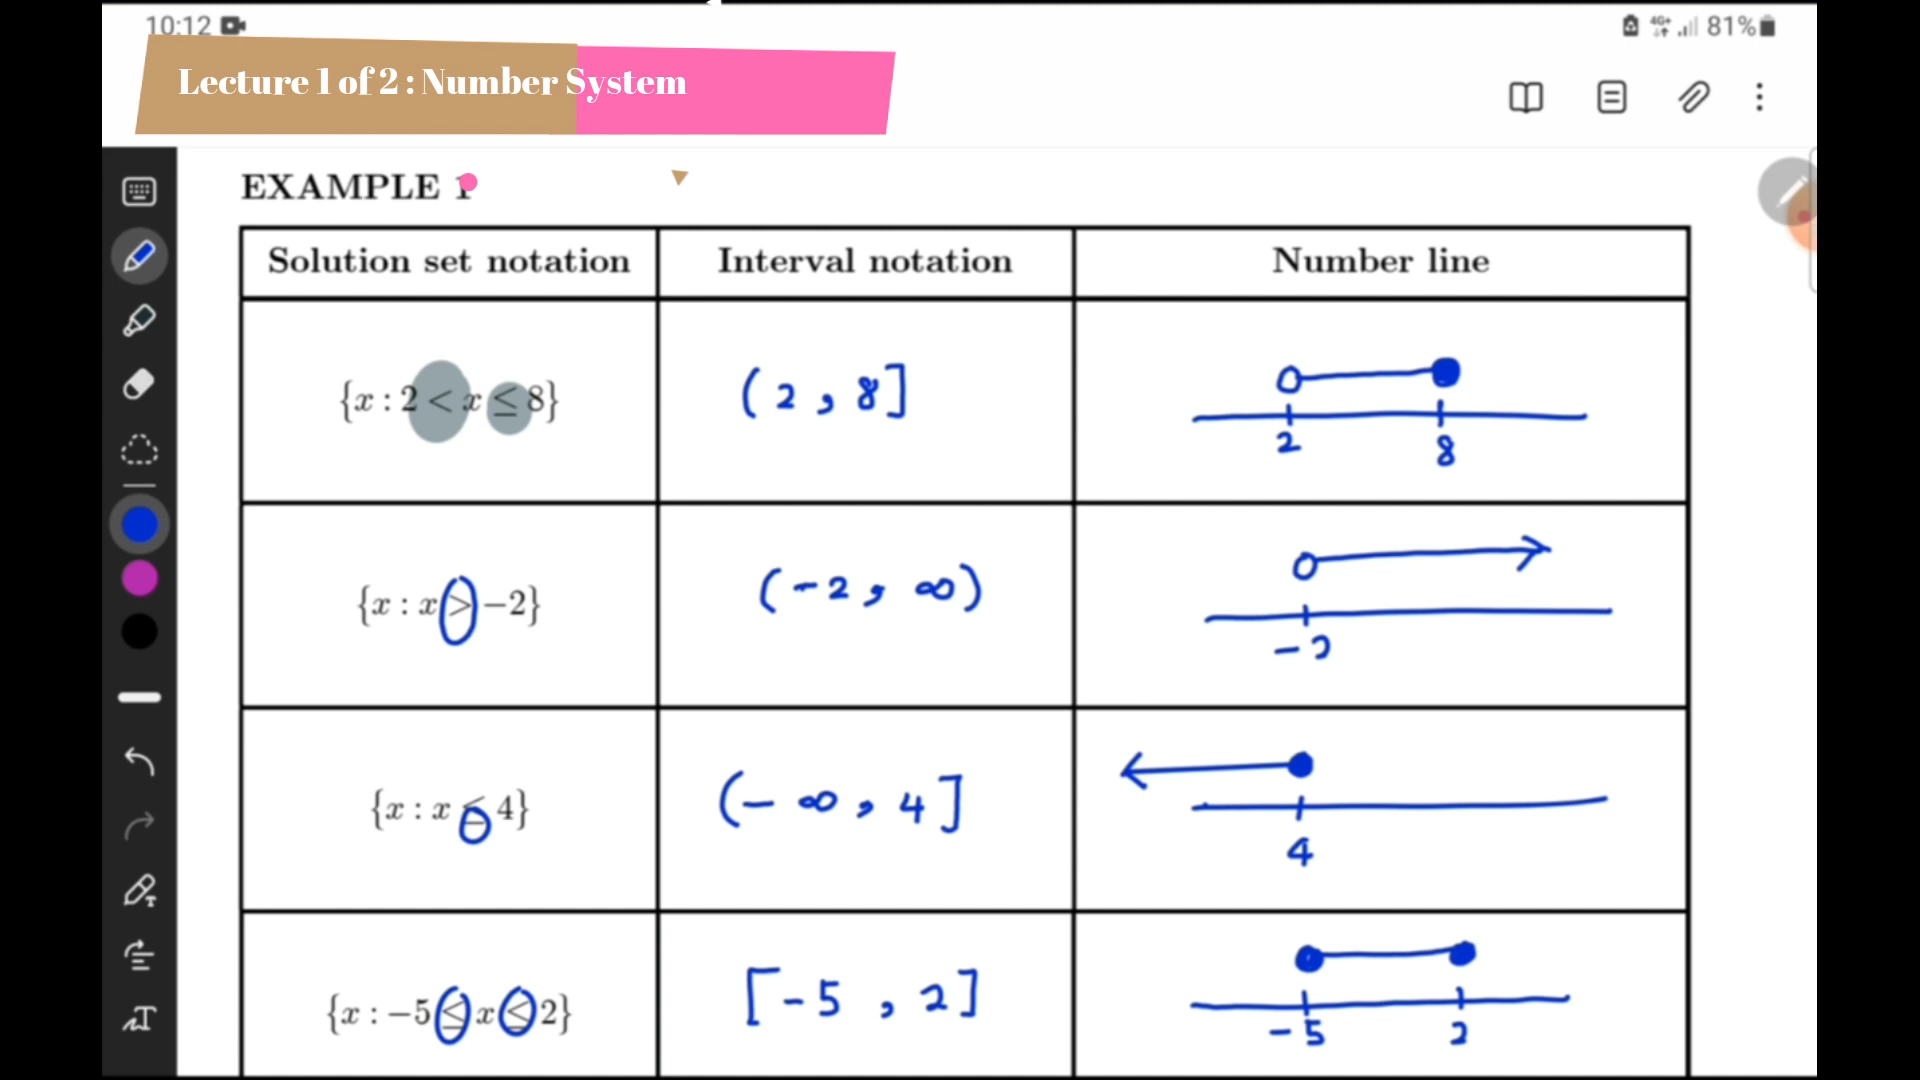 10:12
4G+ 81%
Lecture 1 of 2 : Number System
EXAMPLE 1
Solution set notation Interval notation Number line
{x : 2 < x ≤ 8} (2, 8] 2 8
{x : x > −2} (-2, ∞) -2
{x : x ≤ 4} (-∞, 4] 4
{x : −5 ≤ x ≤ 2} [-5, 2] -5 2
T